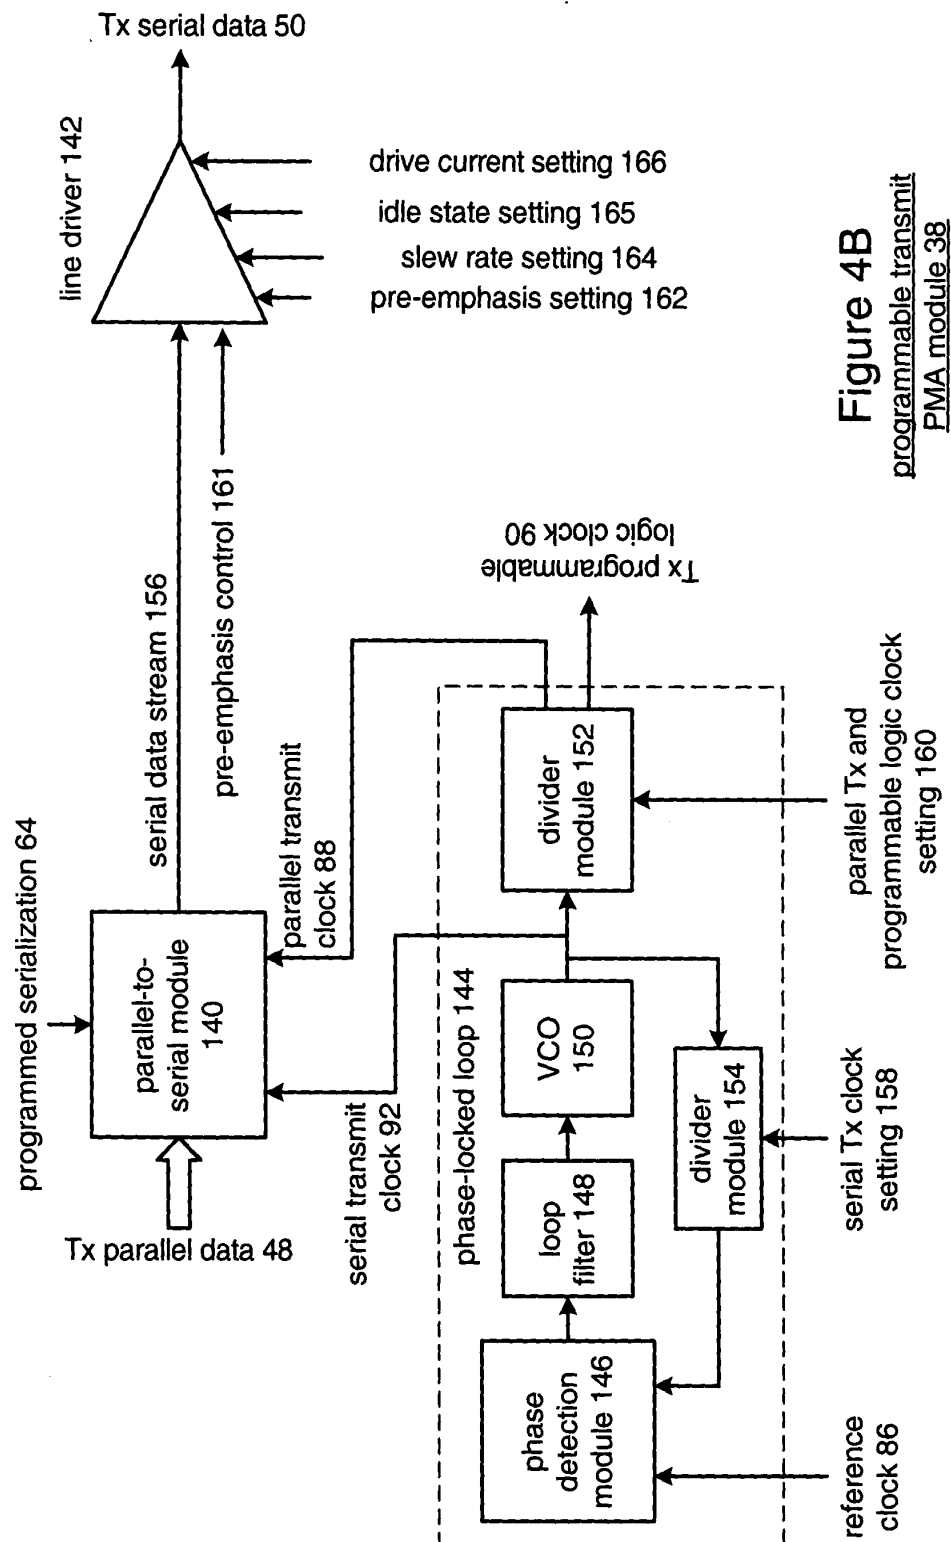 Tx serial data 50
line driver 142
drive current setting 166
idle state setting 165
slew rate setting 164
pre-emphasis setting 162
Figure 4B
programmable transmit
PMA module 38
serial data stream 156
pre-emphasis control 161
programmed serialization 64
parallel-to-
serial module
140
Tx parallel data 48
parallel transmit
clock 88
serial transmit
clock 92
Tx programmable
logic clock 90
phase-locked loop 144
divider
module 152
VCO
150
loop
filter 148
divider
module 154
phase
detection
module 146
parallel Tx and
programmable logic clock
setting 160
serial Tx clock
setting 158
reference
clock 86